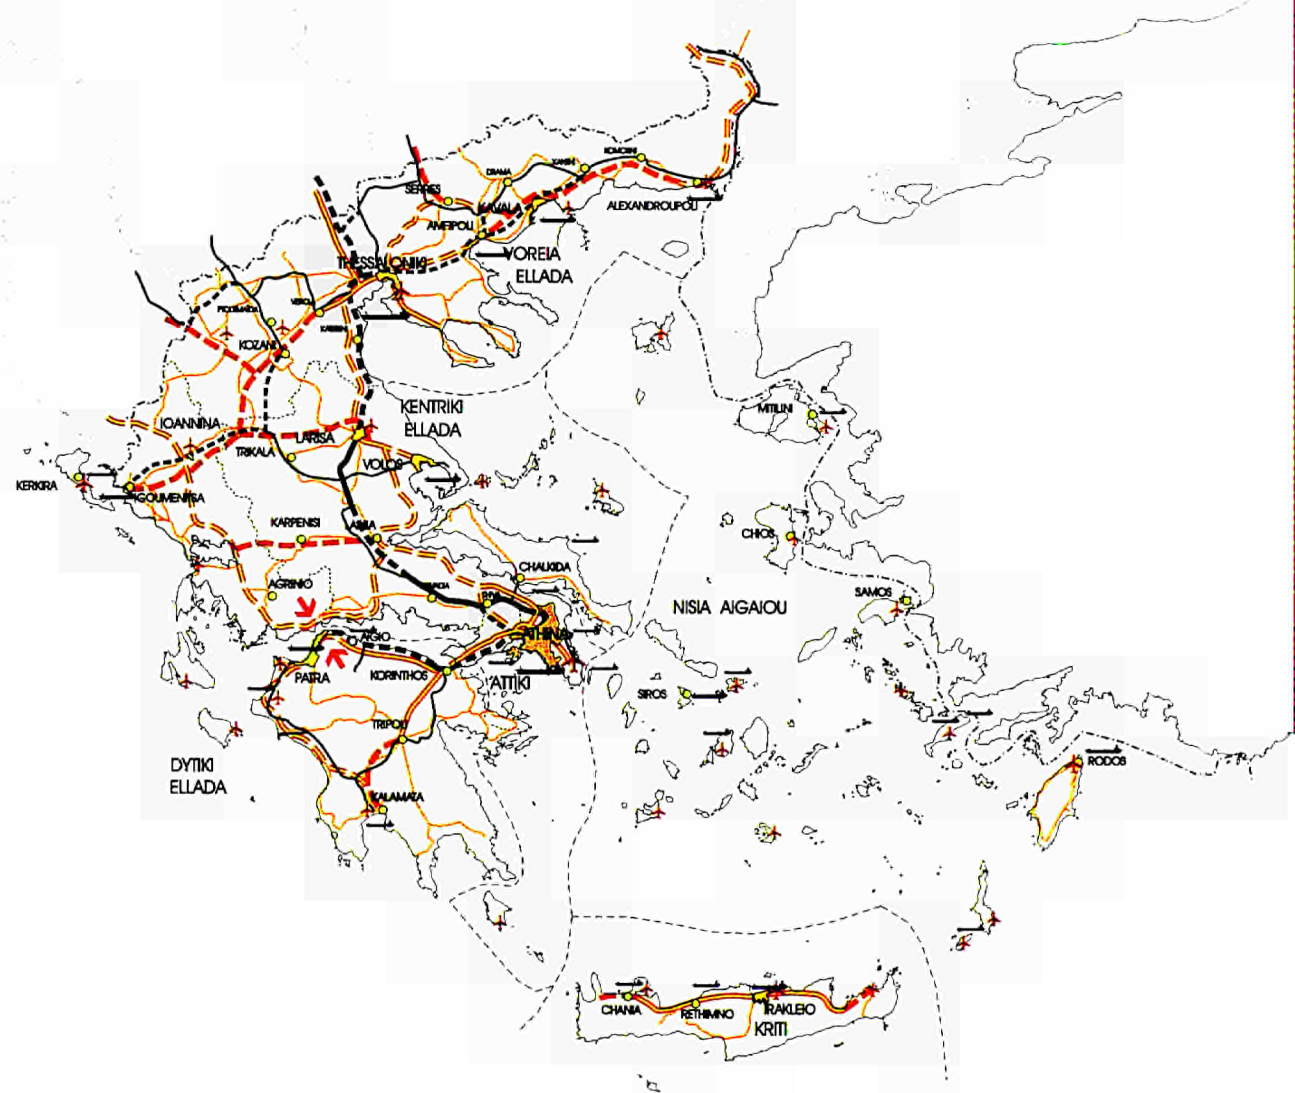 KOMOTINI
XANTHI
DRAMA
SERRES
KAVALA
ALEXANDROUPOLI
AMFIPOLI
VOREIA
ELLADA
THESSALONIKI
VEROIA
PTOLEMAIDA
KATERINI
KOZANI
KENTRIKI
ELLADA
MITILINI
IOANNINA
LARISA
TRIKALA
VOLOS
KERKIRA
IGOUMENITSA
KARPENISI
LAMIA
CHIOS
CHALKIDA
AGRINIO
SAMOS
NISIA AIGAIOU
ATHINA
AIGIO
KORINTHOS
PATRA
ATTIKI
SIROS
TRIPOLI
DYTIKI
ELLADA
RODOS
KALAMATA
CHANIA
RETHIMNO
IRAKLEIO
KRITI